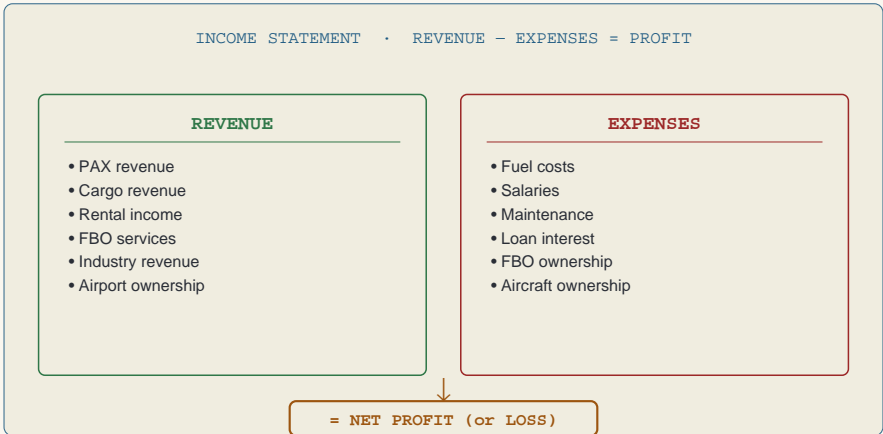 INCOME STATEMENT · REVENUE — EXPENSES = PROFIT
REVENUE
• PAX revenue
• Cargo revenue
• Rental income
• FBO services
• Industry revenue
• Airport ownership
EXPENSES
• Fuel costs
• Salaries
• Maintenance
• Loan interest
• FBO ownership
• Aircraft ownership
= NET PROFIT (or LOSS)